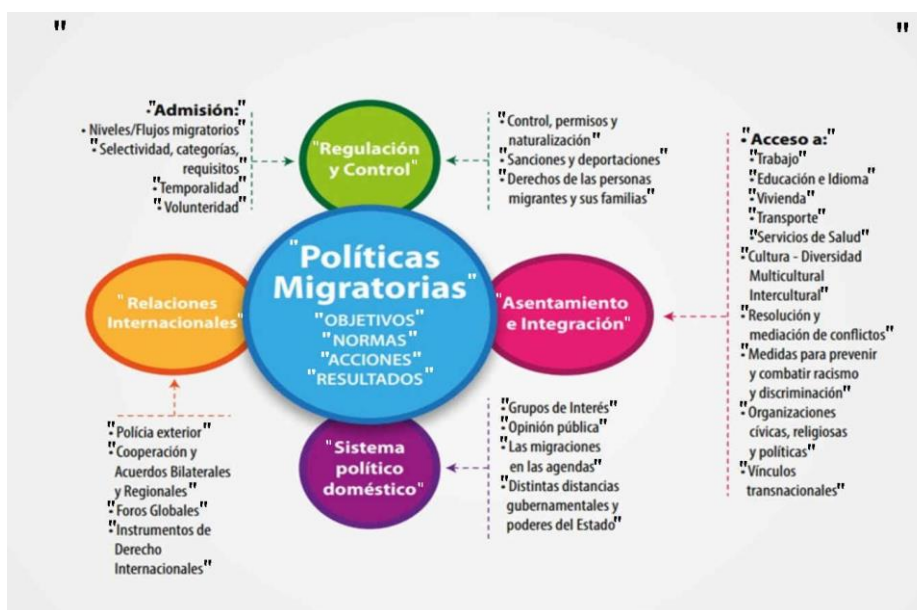 " "
•"Admisión:"
• Niveles/Flujos migratorios"
"• Selectividad, categorías,
requisitos
"• Temporalidad
"• Volunteridad"
"Regulación
y Control"
"• Control, permisos y
naturalización"
"• Sanciones y deportaciones"
"• Derechos de las personas
migrantes y sus familias"
"Políticas
Migratorias"
"OBJETIVOS
"NORMAS"
"ACCIONES"
"RESULTADOS"
"Relaciones
Internacionales"
"Asentamiento
e Integración"
"Sistema
político
doméstico"
"• Polícia exterior"
"• Cooperación y
Acuerdos Bilaterales
y Regionales"
"• Foros Globales"
"• Instrumentos de
Derecho
Internacionales"
"• Grupos de Interés"
"• Opinión pública"
"• Las migraciones
en las agendas"
"• Distintas distancias
gubernamentales y
poderes del Estado"
"• Acceso a:"
"• Trabajo"
"• Educación e Idioma"
"• Vivienda"
"• Transporte"
"• Servicios de Salud"
"• Cultura - Diversidad
Multicultural
Intercultural"
"• Resolución y
mediación de conflictos"
"• Medidas para prevenir
y combatir racismo
y discriminación"
"• Organizaciones
cívicas, religiosas
y políticas"
"• Vínculos
transnacionales"